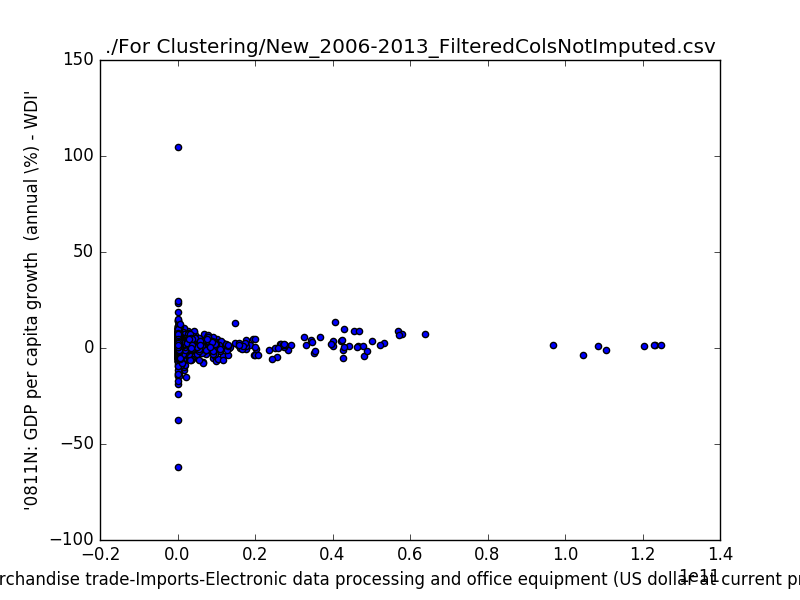 ./For Clustering/New_2006-2013_FilteredColsNotImputed.csv
150
100
50
0
−50
−100
'0811N: GDP per capita growth  (annual \%) - WDI'
−0.2 0.0 0.2 0.4 0.6 0.8 1.0 1.2 1.4
1e11
rchandise trade-Imports-Electronic data processing and office equipment (US dollar at current pr